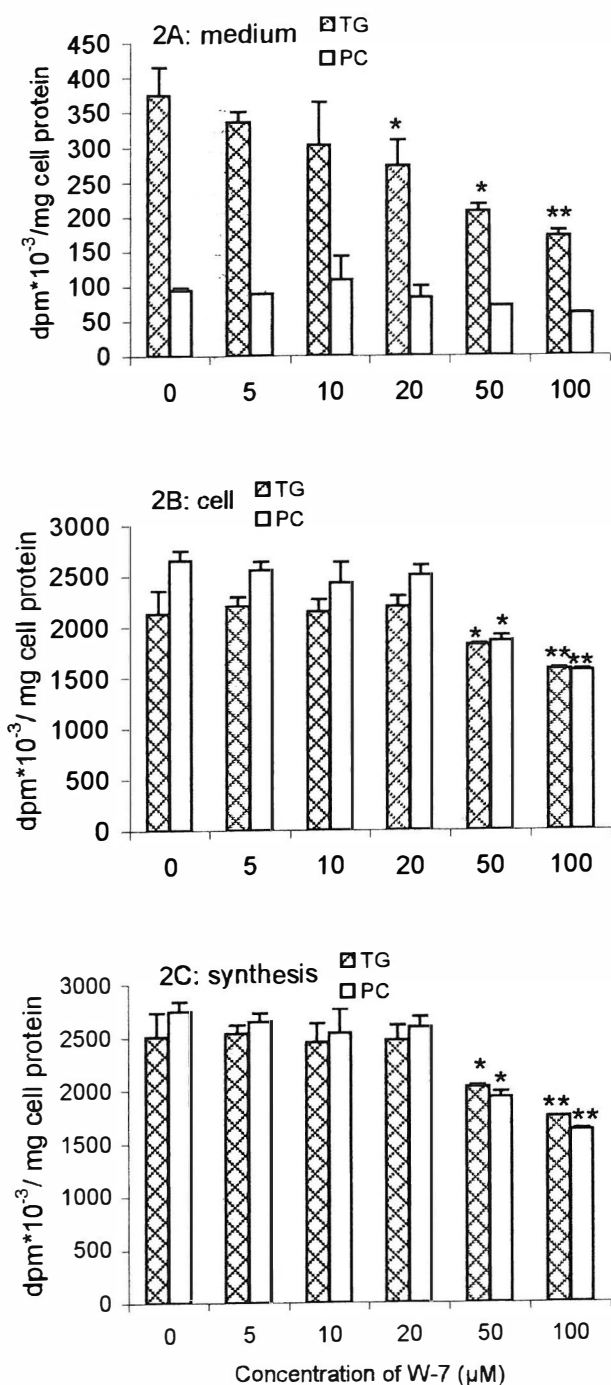 2A: medium
TG
PC
450
400
350
300
250
200
150
100
50
0
dpm*10⁻³/mg cell protein
*
*
**
0 5 10 20 50 100
2B: cell
TG
PC
3000
2500
2000
1500
1000
500
0
dpm*10⁻³/ mg cell protein
* *
** **
0 5 10 20 50 100
2C: synthesis
TG
PC
3000
2500
2000
1500
1000
500
0
dpm*10⁻³/ mg cell protein
* *
** **
0 5 10 20 50 100
Concentration of W-7 (µM)